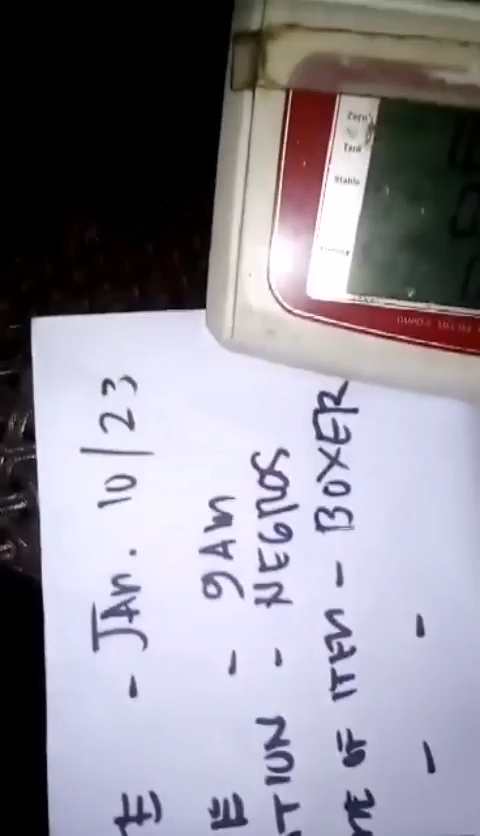 Zero
Tare
Stable
E - JAN. 10/23
E - 9AM
TION - NEGROS
E OF ITEM - BOXER
- -